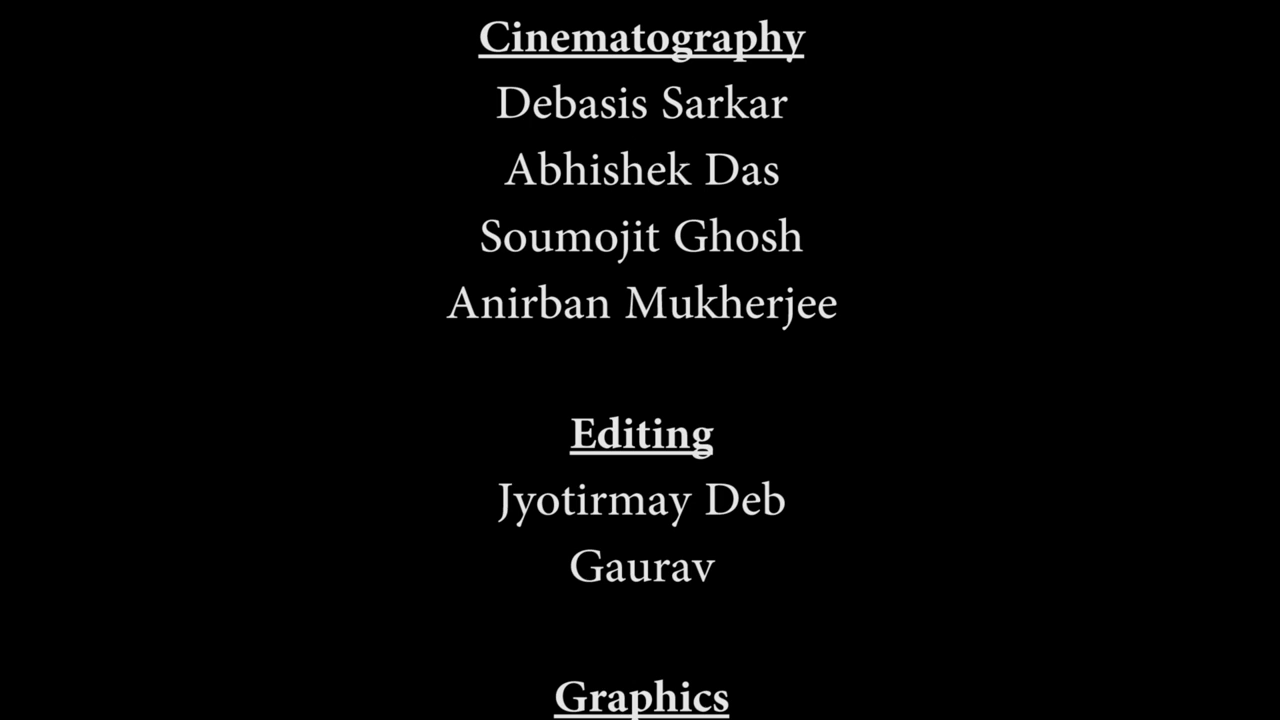 Cinematography
Debasis Sarkar
Abhishek Das
Soumojit Ghosh
Anirban Mukherjee
Editing
Jyotirmay Deb
Gaurav
Graphics